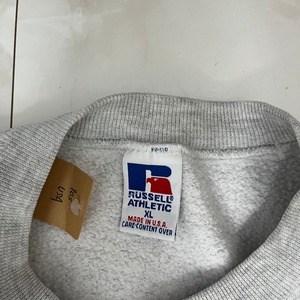 RUSSELL®
ATHLETIC
XL
MADE IN U.S.A
CARE-CONTENT OVER